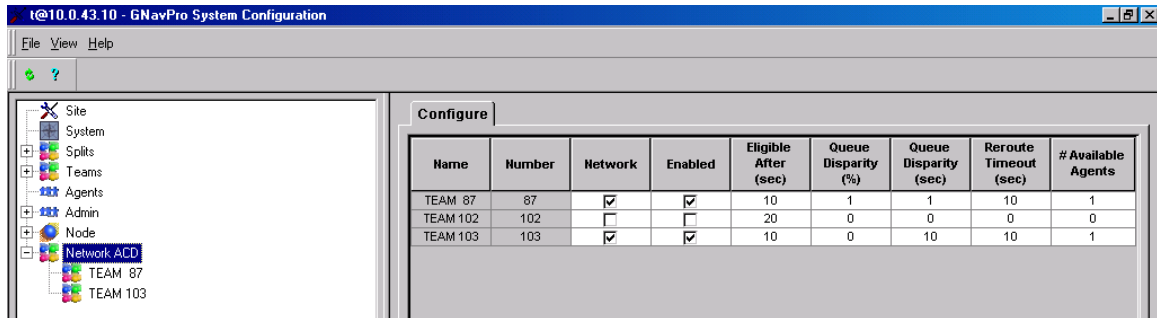 t@10.0.43.10 - GNavPro System Configuration
File View Help
?
Site
System
Splits
Teams
Agents
Admin
Node
Network ACD
TEAM 87
TEAM 103
Configure
Name Number Network Enabled Eligible After (sec) Queue Disparity (%) Queue Disparity (sec) Reroute Timeout (sec) # Available Agents
TEAM 87 87 10 1 1 10 1
TEAM 102 102 20 0 0 0 0
TEAM 103 103 10 0 10 10 1